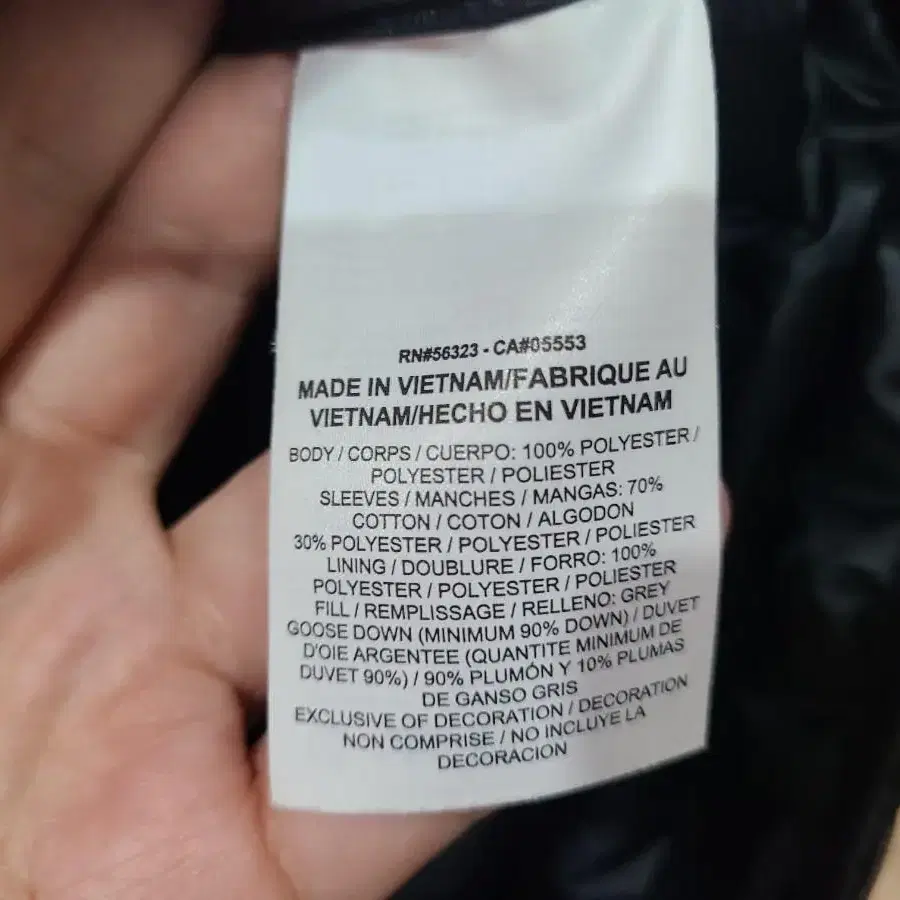 RN#56323 - CA#05553
MADE IN VIETNAM/FABRIQUE AU
VIETNAM/HECHO EN VIETNAM
BODY / CORPS / CUERPO: 100% POLYESTER /
POLYESTER / POLIESTER
SLEEVES / MANCHES / MANGAS: 70%
COTTON / COTON / ALGODON
30% POLYESTER / POLYESTER / POLIESTER
LINING / DOUBLURE / FORRO: 100%
POLYESTER / POLYESTER / POLIESTER
FILL / REMPLISSAGE / RELLENO: GREY
GOOSE DOWN (MINIMUM 90% DOWN) / DUVET
D'OIE ARGENTEE (QUANTITE MINIMUM DE
DUVET 90%) / 90% PLUMÓN Y 10% PLUMAS
DE GANSO GRIS
EXCLUSIVE OF DECORATION / DECORATION
NON COMPRISE / NO INCLUYE LA
DECORACION